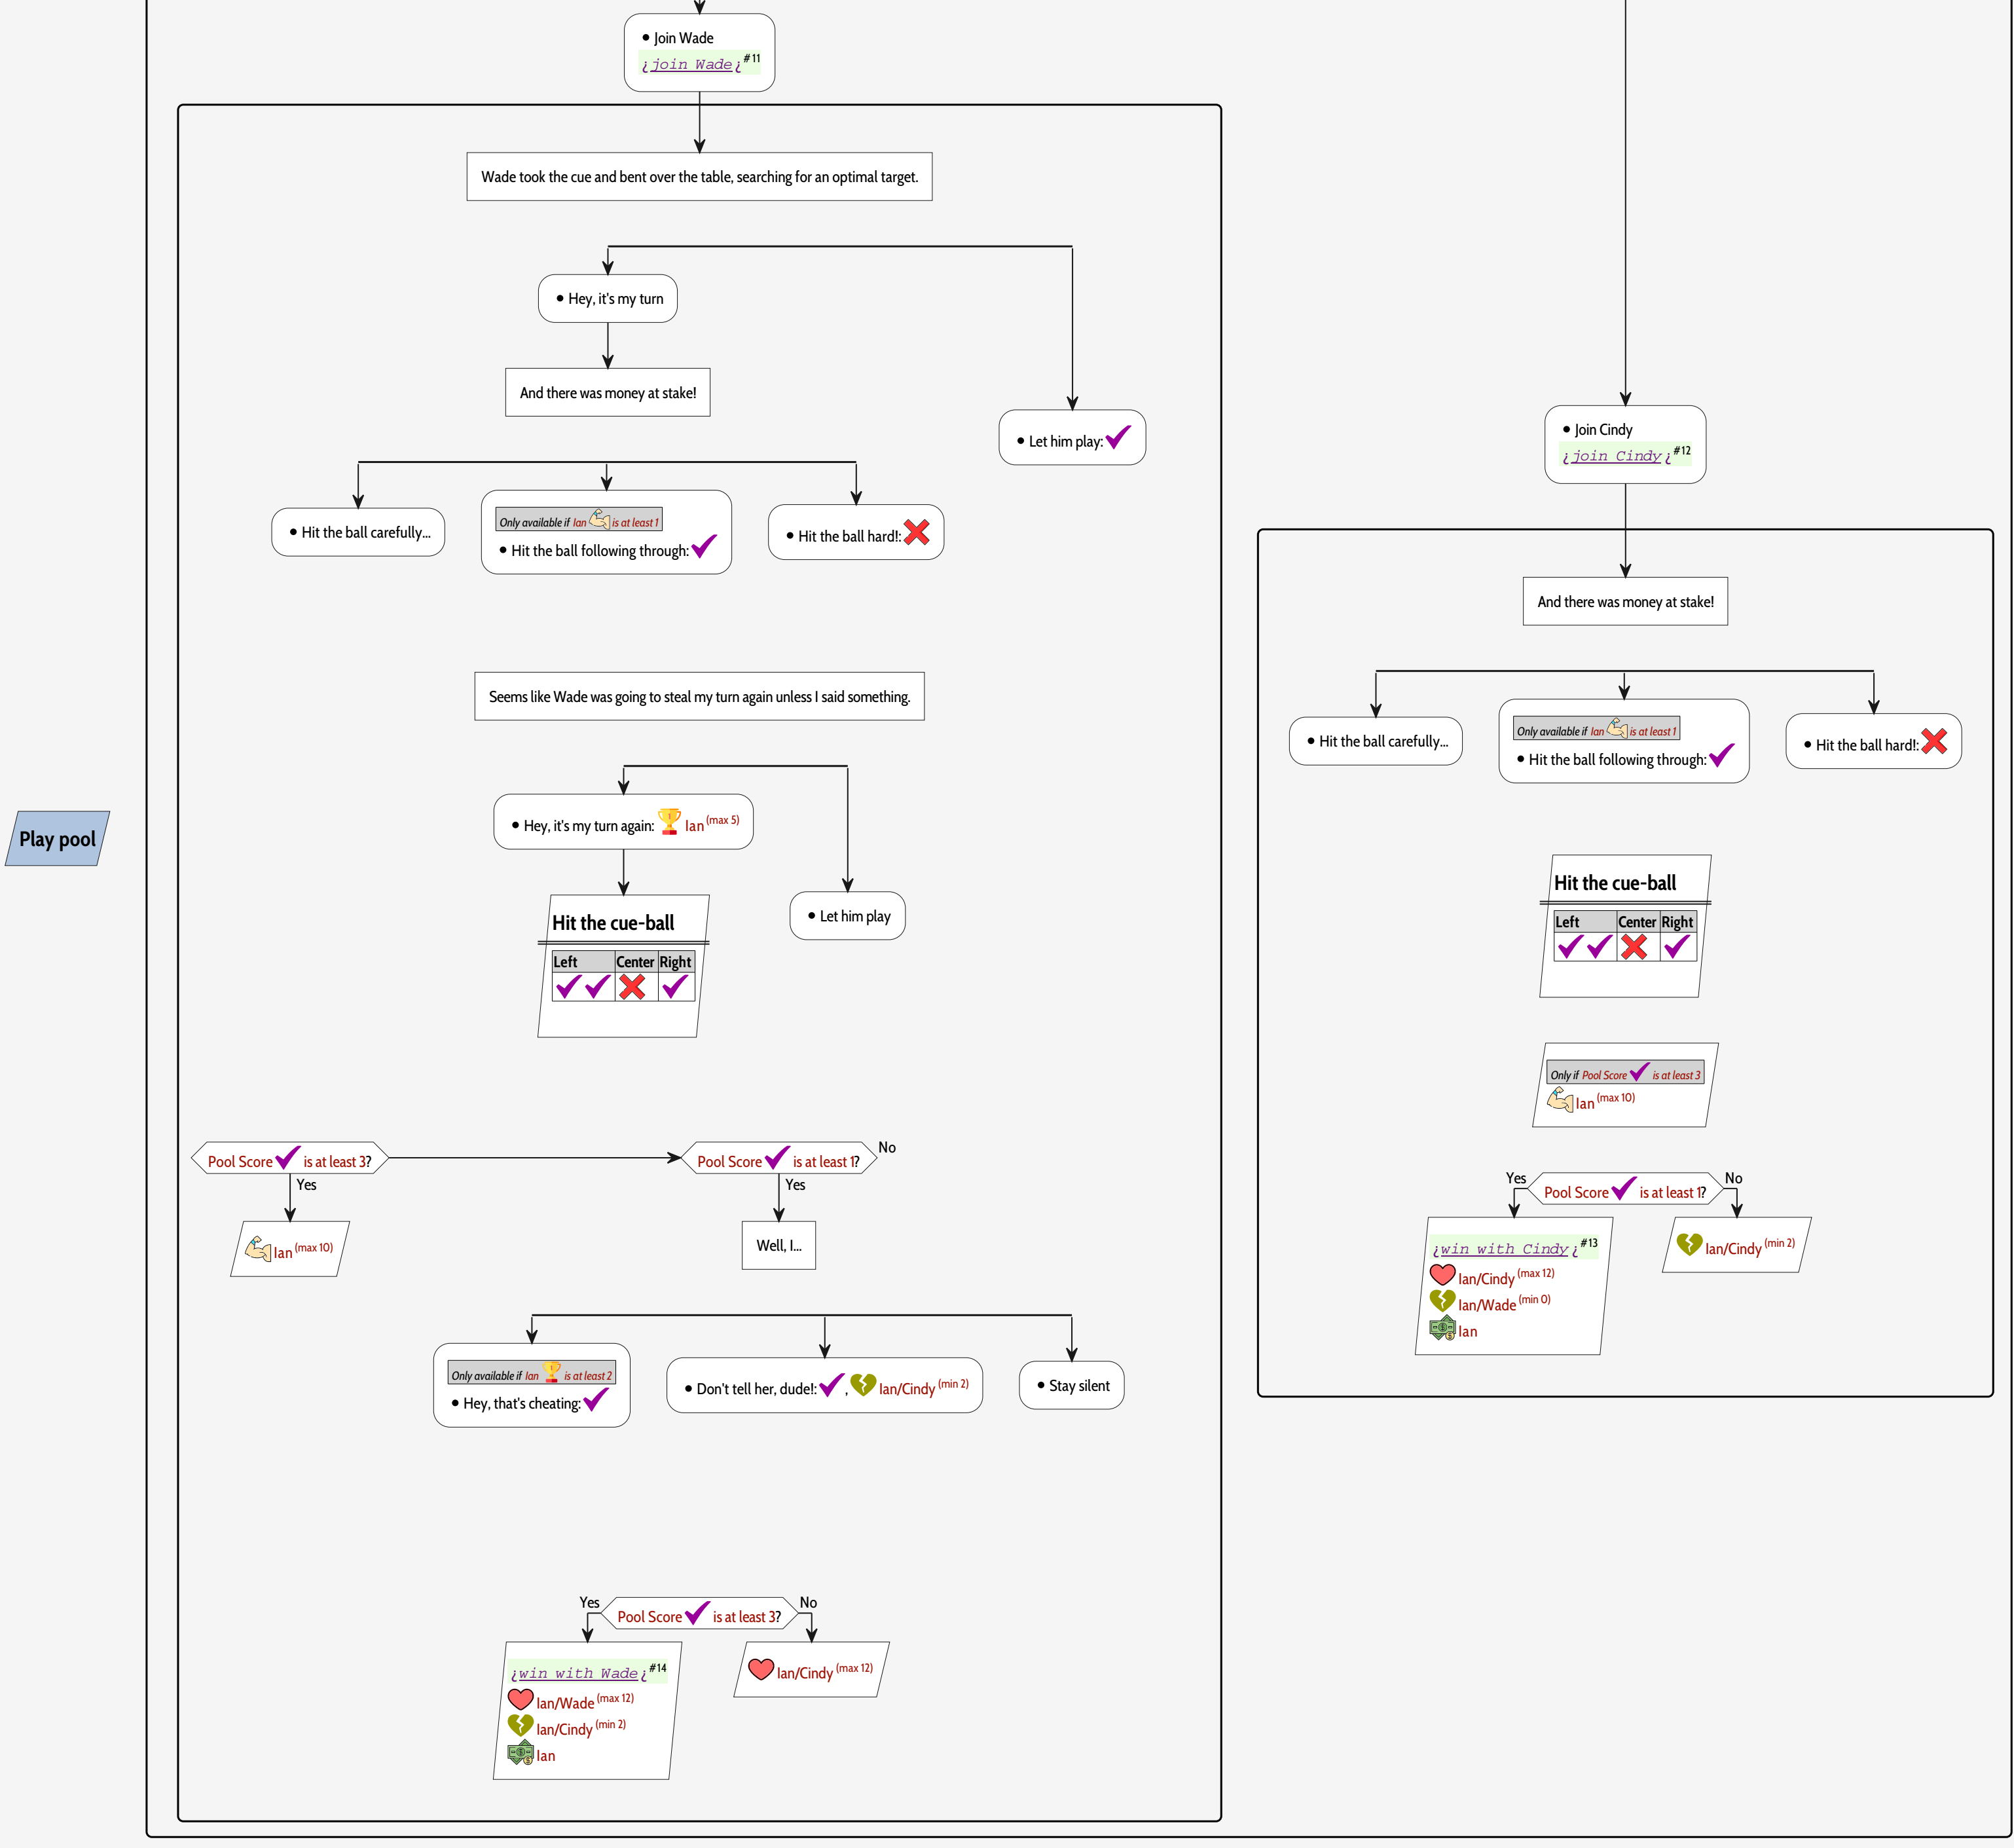 • Join Wade
¿join Wade¿ #11
Wade took the cue and bent over the table, searching for an optimal target.
• Hey, it's my turn
And there was money at stake!
• Let him play:
• Hit the ball carefully...
Only available if Ian is at least 1
• Hit the ball following through:
• Hit the ball hard!:
Seems like Wade was going to steal my turn again unless I said something.
• Hey, it's my turn again: Ian (max 5)
• Let him play
Hit the cue-ball
Left Center Right
Play pool
Pool Score is at least 3?
Yes
Ian (max 10)
Pool Score is at least 1?
No
Yes
Well, I...
Only available if Ian is at least 2
• Hey, that's cheating:
• Don't tell her, dude!: , Ian/Cindy (min 2)
• Stay silent
Yes
Pool Score is at least 3?
No
¿win with Wade¿ #14
Ian/Wade (max 12)
Ian/Cindy (min 2)
Ian
Ian/Cindy (max 12)
• Join Cindy
¿join Cindy¿ #12
And there was money at stake!
• Hit the ball carefully...
Only available if Ian is at least 1
• Hit the ball following through:
• Hit the ball hard!:
Hit the cue-ball
Left Center Right
Only if Pool Score is at least 3
Ian (max 10)
Yes
Pool Score is at least 1?
No
¿win with Cindy¿ #13
Ian/Cindy (max 12)
Ian/Wade (min 0)
Ian
Ian/Cindy (min 2)